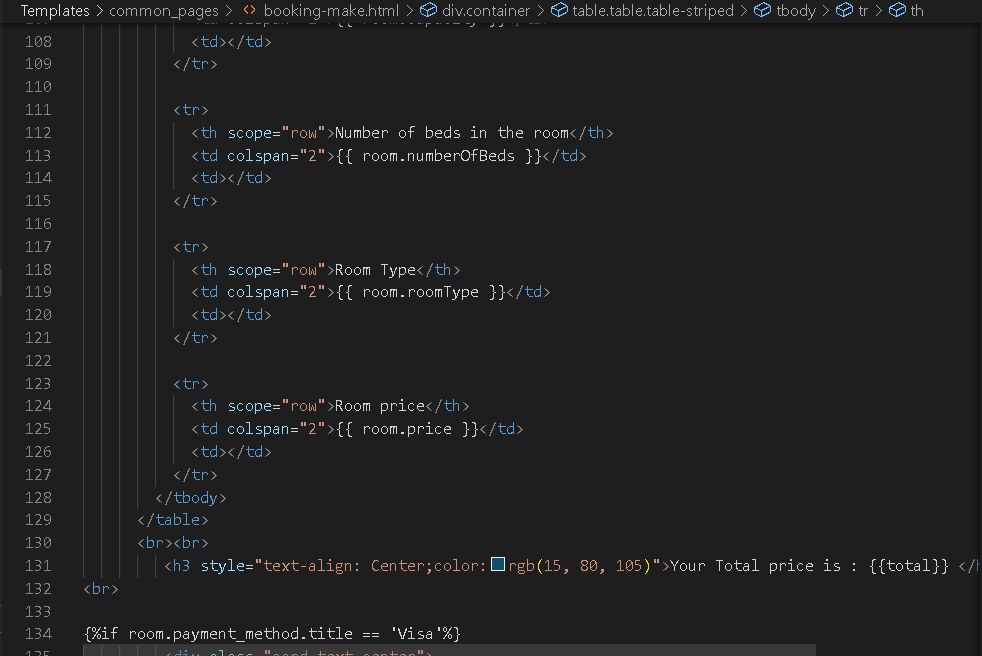 Templates > common_pages > <> booking-make.html > div.container > table.table.table-striped > tbody > tr > th
108 <td></td>
109 </tr>
110
111 <tr>
112 <th scope="row">Number of beds in the room</th>
113 <td colspan="2">{{ room.numberOfBeds }}</td>
114 <td></td>
115 </tr>
116
117 <tr>
118 <th scope="row">Room Type</th>
119 <td colspan="2">{{ room.roomType }}</td>
120 <td></td>
121 </tr>
122
123 <tr>
124 <th scope="row">Room price</th>
125 <td colspan="2">{{ room.price }}</td>
126 <td></td>
127 </tr>
128 </tbody>
129 </table>
130 <br><br>
131 <h3 style="text-align: Center;color:rgb(15, 80, 105)">Your Total price is : {{total}} </h
132 <br>
133
134 {%if room.payment_method.title == 'Visa'%}
135